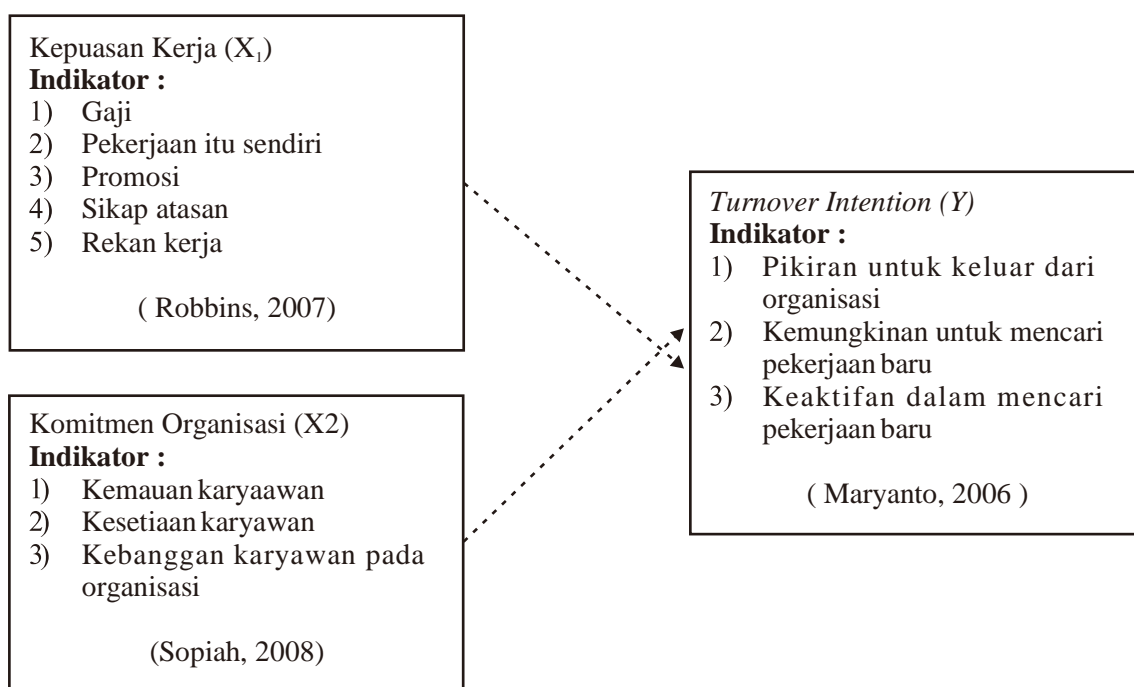 Kepuasan Kerja (X₁)
Indikator :
1) Gaji
2) Pekerjaan itu sendiri
3) Promosi
4) Sikap atasan
5) Rekan kerja
( Robbins, 2007)
Komitmen Organisasi (X2)
Indikator :
1) Kemauan karyaawan
2) Kesetiaan karyawan
3) Kebanggan karyawan pada
organisasi
(Sopiah, 2008)
Turnover Intention (Y)
Indikator :
1) Pikiran untuk keluar dari
organisasi
2) Kemungkinan untuk mencari
pekerjaan baru
3) Keaktifan dalam mencari
pekerjaan baru
( Maryanto, 2006 )